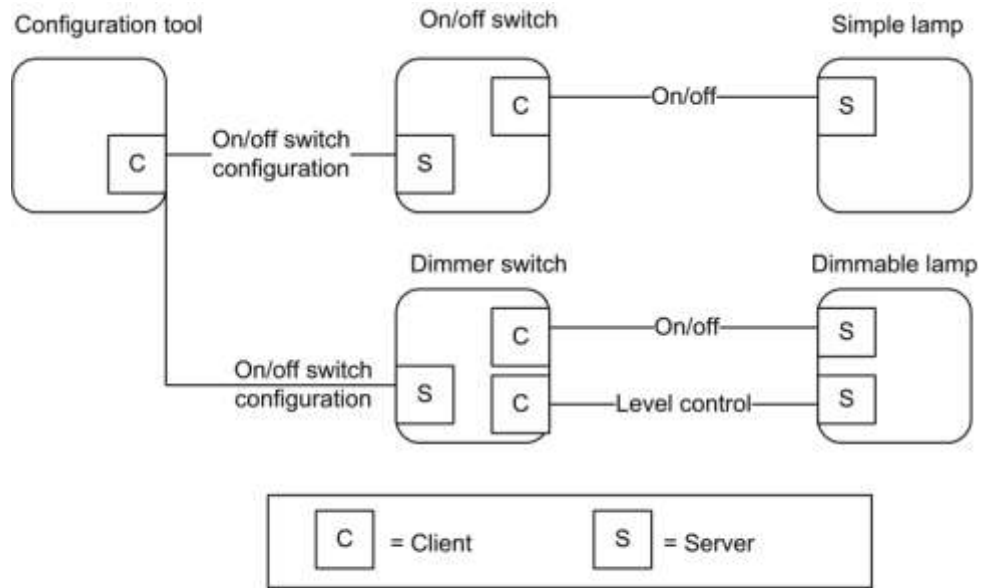 Configuration tool
On/off switch
Simple lamp
C
On/off
S
C
On/off switch
configuration
S
Dimmer switch
Dimmable lamp
C
On/off
S
On/off switch
configuration
S
C
Level control
S
C
= Client
S
= Server